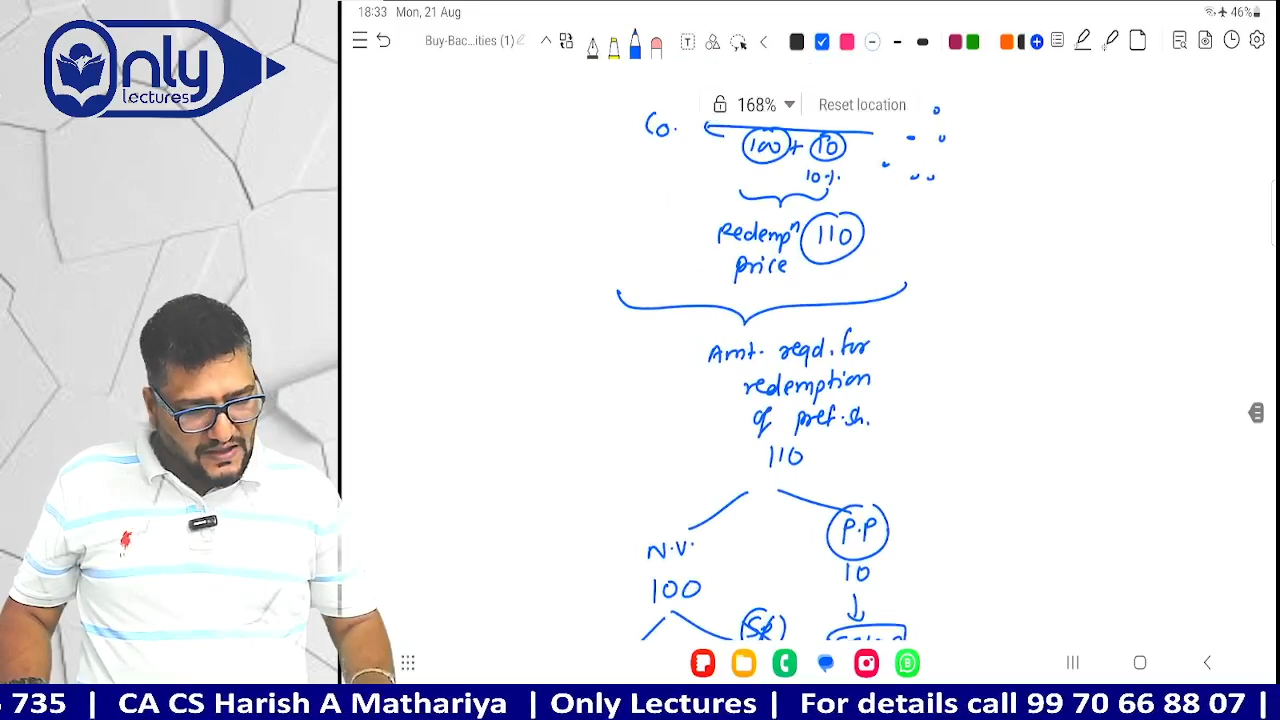 18:33 Mon, 21 Aug
46%
Only
lectures
Buy-Bac...ities (1)
168%
Reset location
Co.
100 + 10
10%
Redempⁿ 110
price
Amt. reqd. for
redemption
of pref. sh.
110
N.V.
P.P
100
10
735 | CA CS Harish A Mathariya | Only Lectures | For details call 99 70 66 88 07 |